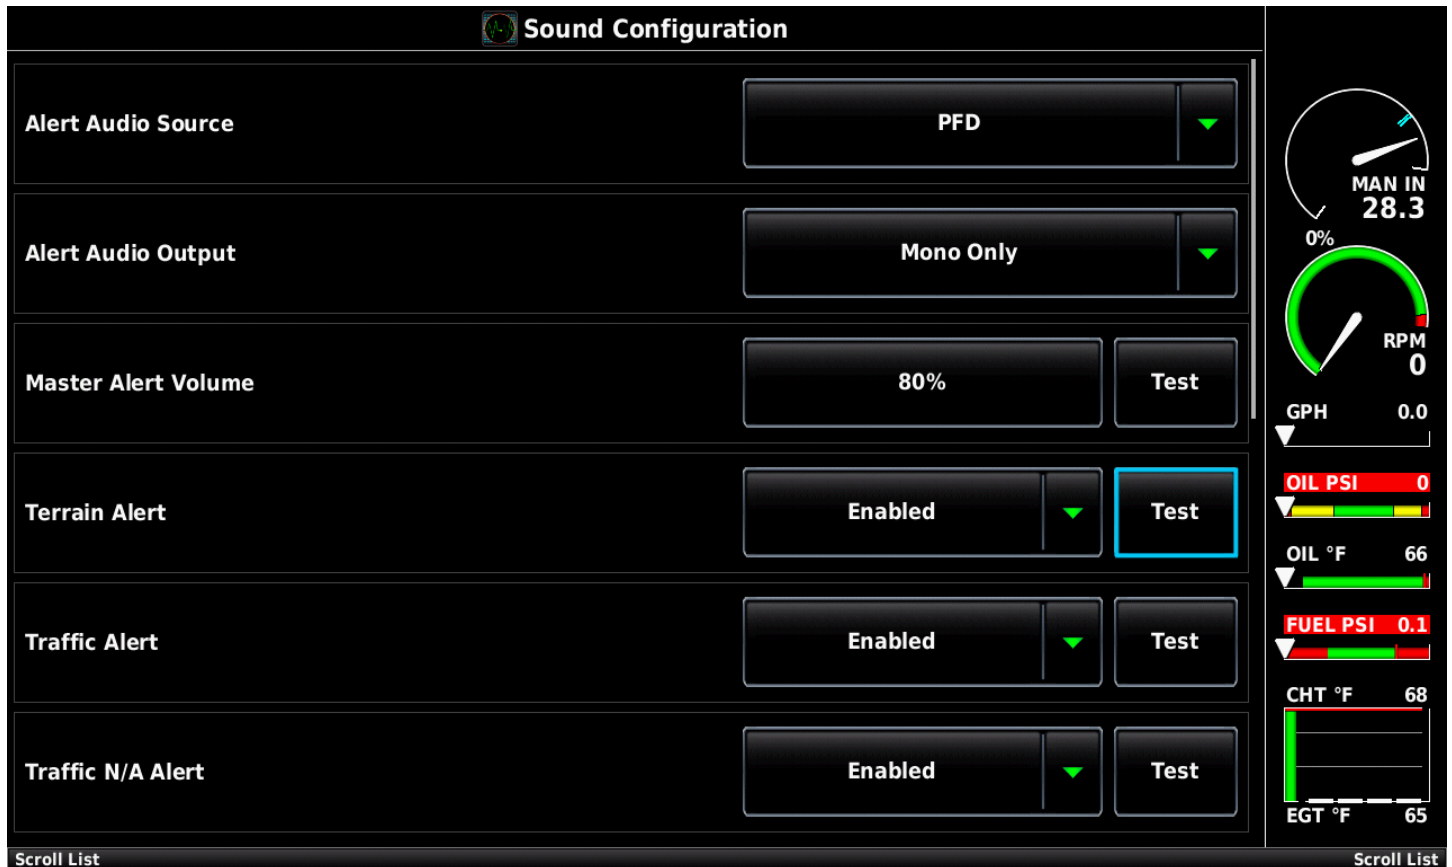 Sound Configuration
Alert Audio Source
PFD
Alert Audio Output
Mono Only
Master Alert Volume
80%
Test
Terrain Alert
Enabled
Test
Traffic Alert
Enabled
Test
Traffic N/A Alert
Enabled
Test
MAN IN
28.3
0%
RPM
0
GPH 0.0
OIL PSI 0
OIL °F 66
FUEL PSI 0.1
CHT °F 68
EGT °F 65
Scroll List
Scroll List